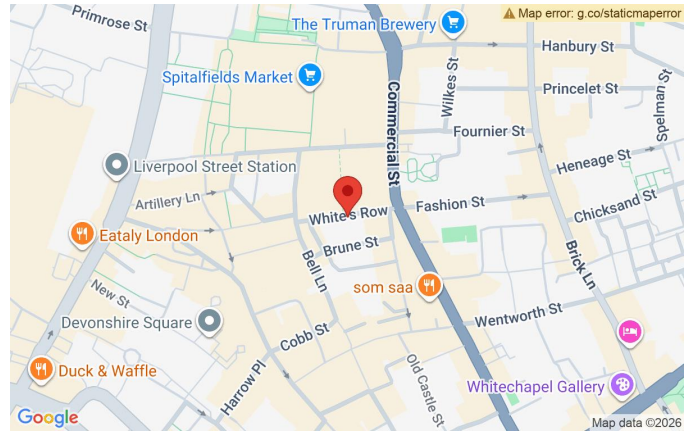 Primrose St
The Truman Brewery
Map error: g.co/staticmaperror
Hanbury St
Spitalfields Market
Commercial St
Wilkes St
Princelet St
Spelman St
Fournier St
Liverpool Street Station
Heneage St
Artillery Ln
White's Row
Fashion St
Chicksand St
Eataly London
Brune St
Bell Ln
Brick Ln
som saa
New St
Devonshire Square
Wentworth St
Cobb St
Duck & Waffle
Harrow Pl
Old Castle St
Whitechapel Gallery
Google
Map data ©2026